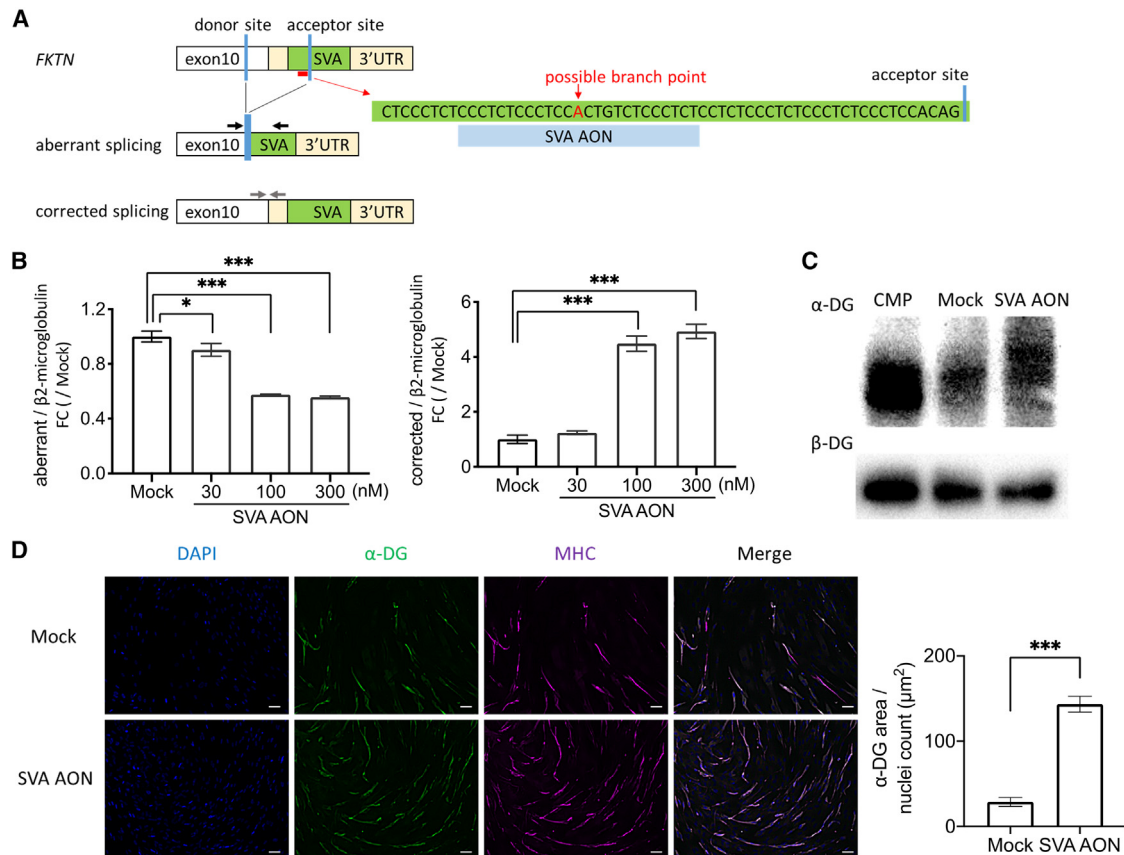 A
donor site acceptor site
FKTN
exon10 SVA 3'UTR
possible branch point
acceptor site
CTCCCTCTCCCTCTCCCTCCACTGTCTCCCTCTCCTCTCCCTCTCCCTCTCCCTCCACAG
SVA AON
aberrant splicing
exon10 SVA 3'UTR
corrected splicing
exon10 SVA 3'UTR
B
aberrant / β2-microglobulin
FC ( / Mock)
1.2
0.8
0.4
0.0
***
***
*
Mock 30 100 300 (nM)
SVA AON
corrected / β2-microglobulin
FC ( / Mock)
6
4
2
0
***
***
Mock 30 100 300 (nM)
SVA AON
C
α-DG
CMP Mock SVA AON
β-DG
D
DAPI α-DG MHC Merge
Mock
SVA AON
α-DG area /
nuclei count (μm²)
200
100
0
***
Mock SVA AON